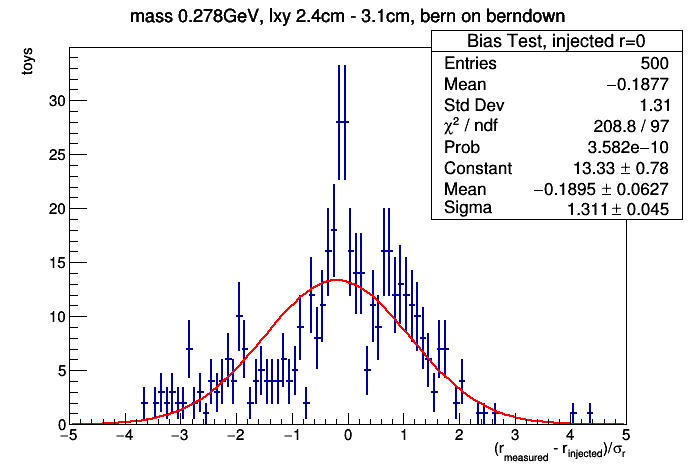 mass 0.278GeV, lxy 2.4cm - 3.1cm, bern on berndown
toys
Bias Test, injected r=0
Entries 500
Mean −0.1877
Std Dev 1.31
χ² / ndf 208.8 / 97
Prob 3.582e−10
Constant 13.33 ± 0.78
Mean −0.1895 ± 0.0627
Sigma 1.311 ± 0.045
30
25
20
15
10
5
0
−5 −4 −3 −2 −1 0 1 2 3 4 5
(r_measured - r_injected)/σ_r